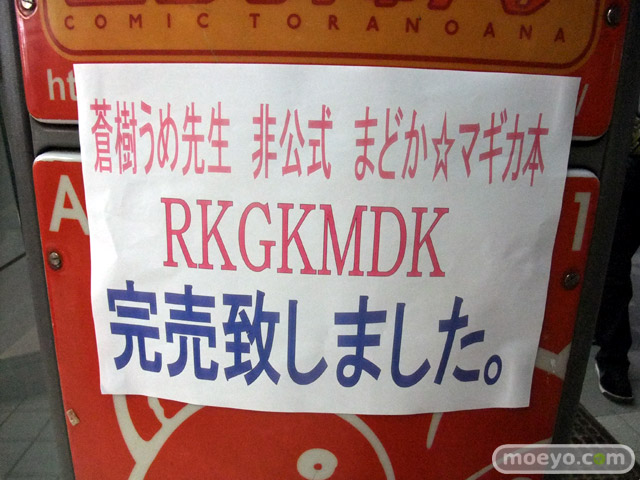 COMIC TORANOANA
蒼樹うめ先生 非公式 まどか☆マギカ本
RKGKMDK
完売致しました。
moeyo.com